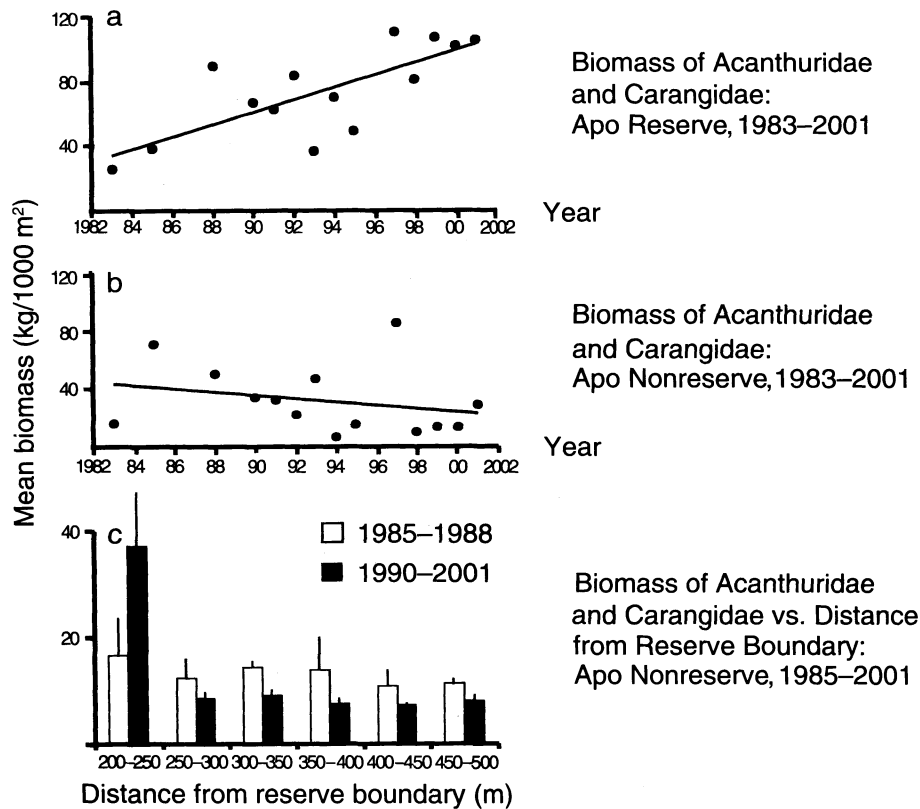 Mean biomass (kg/1000 m²)
a
120
80
40
1982 84 86 88 90 92 94 96 98 00 2002
Year
Biomass of Acanthuridae
and Carangidae:
Apo Reserve, 1983–2001
b
120
80
40
1982 84 86 88 90 92 94 96 98 00 2002
Year
Biomass of Acanthuridae
and Carangidae:
Apo Nonreserve, 1983–2001
c
40
20
1985–1988
1990–2001
200–250 250–300 300–350 350–400 400–450 450–500
Distance from reserve boundary (m)
Biomass of Acanthuridae
and Carangidae vs. Distance
from Reserve Boundary:
Apo Nonreserve, 1985–2001